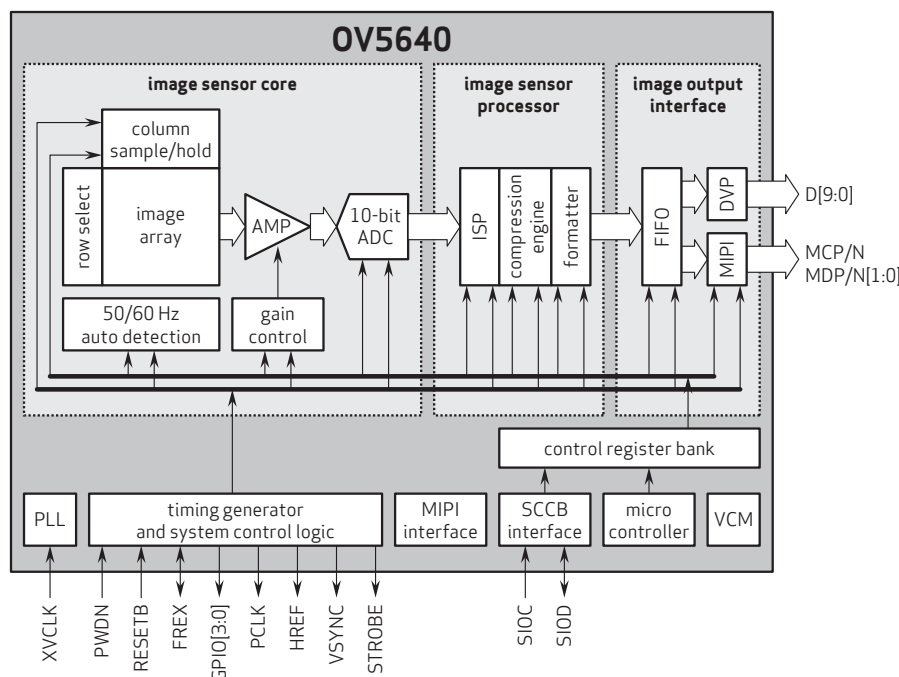 OV5640
image sensor core
image sensor
processor
image output
interface
column
sample/hold
row select
image
array
AMP
10-bit
ADC
ISP
compression
engine
formatter
FIFO
DVP
MIPI
D[9:0]
MCP/N
MDP/N[1:0]
50/60 Hz
auto detection
gain
control
control register bank
PLL
timing generator
and system control logic
MIPI
interface
SCCB
interface
micro
controller
VCM
XVCLK
PWDN
RESETB
FREX
GPIO[3:0]
PCLK
HREF
VSYNC
STROBE
SIOC
SIOD